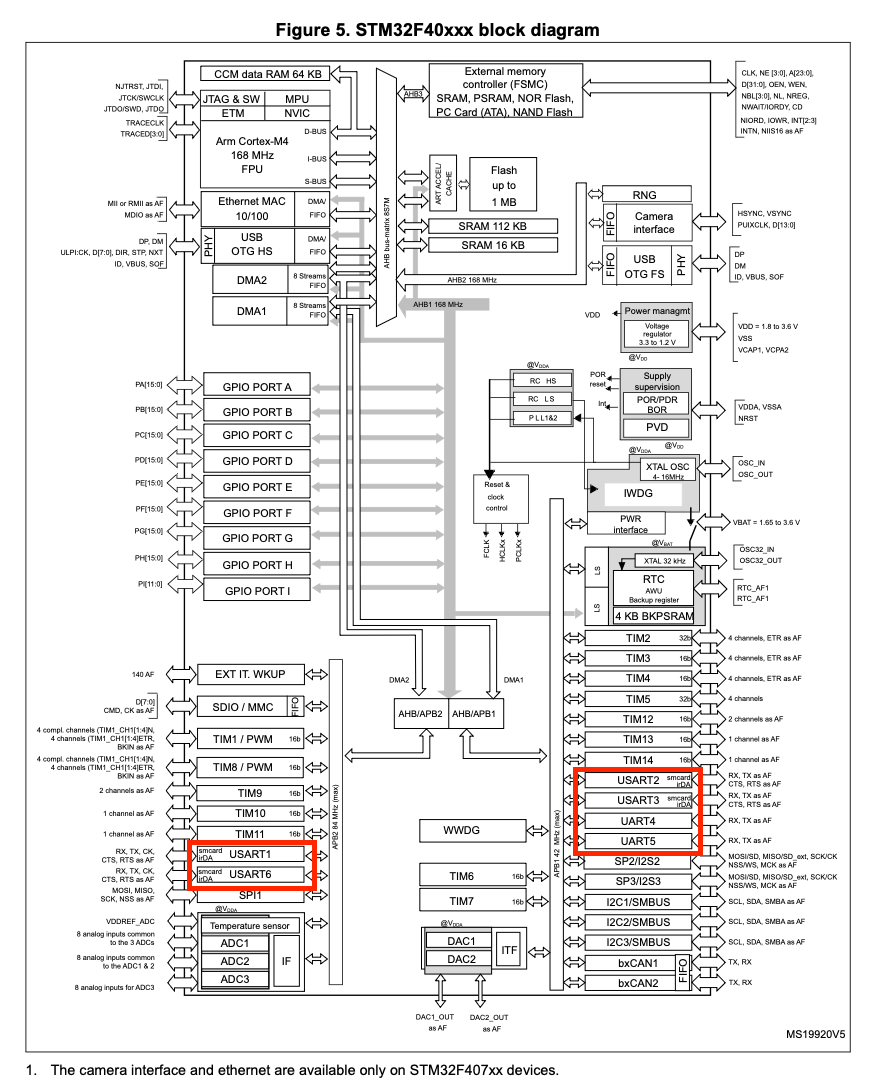 Figure 5. STM32F40xxx block diagram
CCM data RAM 64 KB
External memory
controller (FSMC)
SRAM, PSRAM, NOR Flash,
PC Card (ATA), NAND Flash
AHB3
CLK, NE [3:0], A[23:0],
D[31:0], OEN, WEN,
NBL[3:0], NL, NREG,
NWAIT/IORDY, CD
NIORD, IOWR, INT[2:3]
INTN, NIIS16 as AF
NJTRST, JTDI,
JTCK/SWCLK
JTDO/SWD, JTDO
TRACECLK
TRACED[3:0]
JTAG & SW
MPU
ETM
NVIC
Arm Cortex-M4
168 MHz
FPU
D-BUS
I-BUS
S-BUS
AHB bus-matrix 8S7M
ART ACCEL/
CACHE
Flash
up to
1 MB
SRAM 112 KB
SRAM 16 KB
MII or RMII as AF
MDIO as AF
Ethernet MAC
10/100
DMA/
FIFO
DP, DM
ULPI:CK, D[7:0], DIR, STP, NXT
ID, VBUS, SOF
PHY
USB
OTG HS
DMA/
FIFO
DMA2
8 Streams
FIFO
DMA1
8 Streams
FIFO
RNG
FIFO
Camera
interface
HSYNC, VSYNC
PUIXCLK, D[13:0]
FIFO
USB
OTG FS
PHY
DP
DM
ID, VBUS, SOF
AHB2 168 MHz
AHB1 168 MHz
VDD
Power managmt
Voltage
regulator
3.3 to 1.2 V
@VDD
VDD = 1.8 to 3.6 V
VSS
VCAP1, VCPA2
@VDDA
RC HS
RC LS
P LL1&2
POR
reset
Int
Supply
supervision
POR/PDR
BOR
PVD
@VDDA
@VDD
VDDA, VSSA
NRST
XTAL OSC
4- 16MHz
OSC_IN
OSC_OUT
IWDG
PWR
interface
VBAT = 1.65 to 3.6 V
Reset &
clock
control
FCLK
HCLKx
PCLKx
@VBAT
LS
LS
XTAL 32 kHz
OSC32_IN
OSC32_OUT
RTC
AWU
Backup register
RTC_AF1
RTC_AF1
4 KB BKPSRAM
PA[15:0]
GPIO PORT A
PB[15:0]
GPIO PORT B
PC[15:0]
GPIO PORT C
PD[15:0]
GPIO PORT D
PE[15:0]
GPIO PORT E
PF[15:0]
GPIO PORT F
PG[15:0]
GPIO PORT G
PH[15:0]
GPIO PORT H
PI[11:0]
GPIO PORT I
DMA2
DMA1
AHB/APB2
AHB/APB1
140 AF
EXT IT. WKUP
D[7:0]
CMD, CK as AF
SDIO / MMC
FIFO
4 compl. channels (TIM1_CH1[1:4]N,
4 channels (TIM1_CH1[1:4]ETR,
BKIN as AF
TIM1 / PWM
16b
4 compl. channels (TIM1_CH1[1:4]N,
4 channels (TIM1_CH1[1:4]ETR,
BKIN as AF
TIM8 / PWM
16b
2 channels as AF
TIM9
16b
1 channel as AF
TIM10
16b
1 channel as AF
TIM11
16b
RX, TX, CK,
CTS, RTS as AF
smcard
irDA
USART1
RX, TX, CK,
CTS, RTS as AF
smcard
irDA
USART6
MOSI, MISO,
SCK, NSS as AF
SPI1
APB2 84 MHz (max)
@VDDA
VDDREF_ADC
Temperature sensor
8 analog inputs common
to the 3 ADCs
ADC1
8 analog inputs common
to the ADC1 & 2
ADC2
8 analog inputs for ADC3
ADC3
IF
WWDG
TIM6
16b
TIM7
16b
@VDDA
DAC1
DAC2
ITF
DAC1_OUT
as AF
DAC2_OUT
as AF
APB1 42 MHz (max)
TIM2
32b
4 channels, ETR as AF
TIM3
16b
4 channels, ETR as AF
TIM4
16b
4 channels, ETR as AF
TIM5
32b
4 channels
TIM12
16b
2 channels as AF
TIM13
16b
1 channel as AF
TIM14
16b
1 channel as AF
USART2
smcard
irDA
RX, TX as AF
CTS, RTS as AF
USART3
smcard
irDA
RX, TX as AF
CTS, RTS as AF
UART4
RX, TX as AF
UART5
RX, TX as AF
SP2/I2S2
MOSI/SD, MISO/SD_ext, SCK/CK
NSS/WS, MCK as AF
SP3/I2S3
MOSI/SD, MISO/SD_ext, SCK/CK
NSS/WS, MCK as AF
I2C1/SMBUS
SCL, SDA, SMBA as AF
I2C2/SMBUS
SCL, SDA, SMBA as AF
I2C3/SMBUS
SCL, SDA, SMBA as AF
bxCAN1
TX, RX
bxCAN2
TX, RX
FIFO
MS19920V5
1. The camera interface and ethernet are available only on STM32F407xx devices.